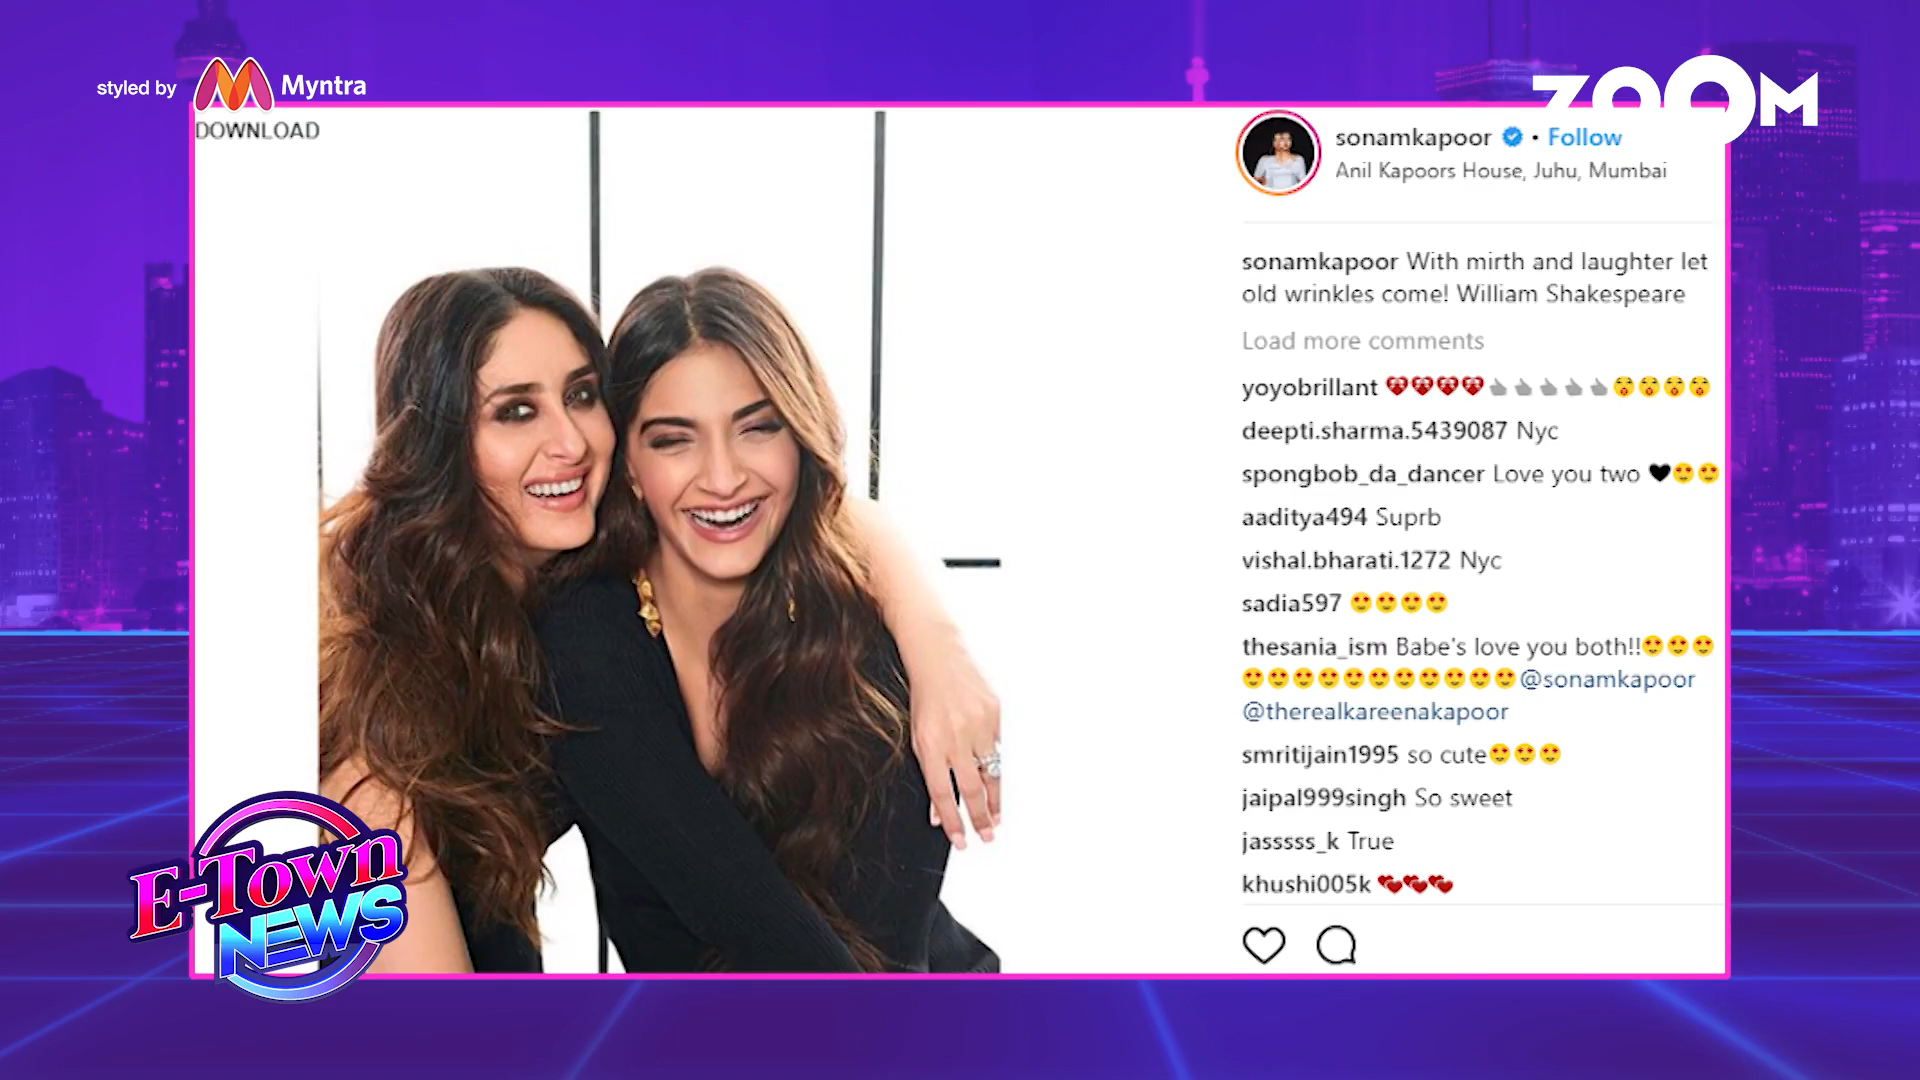 styled by Myntra
ZOOM
DOWNLOAD
sonamkapoor • Follow
Anil Kapoors House, Juhu, Mumbai
sonamkapoor With mirth and laughter let
old wrinkles come! William Shakespeare
Load more comments
yoyobrillant
deepti.sharma.5439087 Nyc
spongbob_da_dancer Love you two
aaditya494 Suprb
vishal.bharati.1272 Nyc
sadia597
thesania_ism Babe's love you both!!
@sonamkapoor
@therealkareenakapoor
smritijain1995 so cute
jaipal999singh So sweet
jasssss_k True
khushi005k
E-Town
NEWS